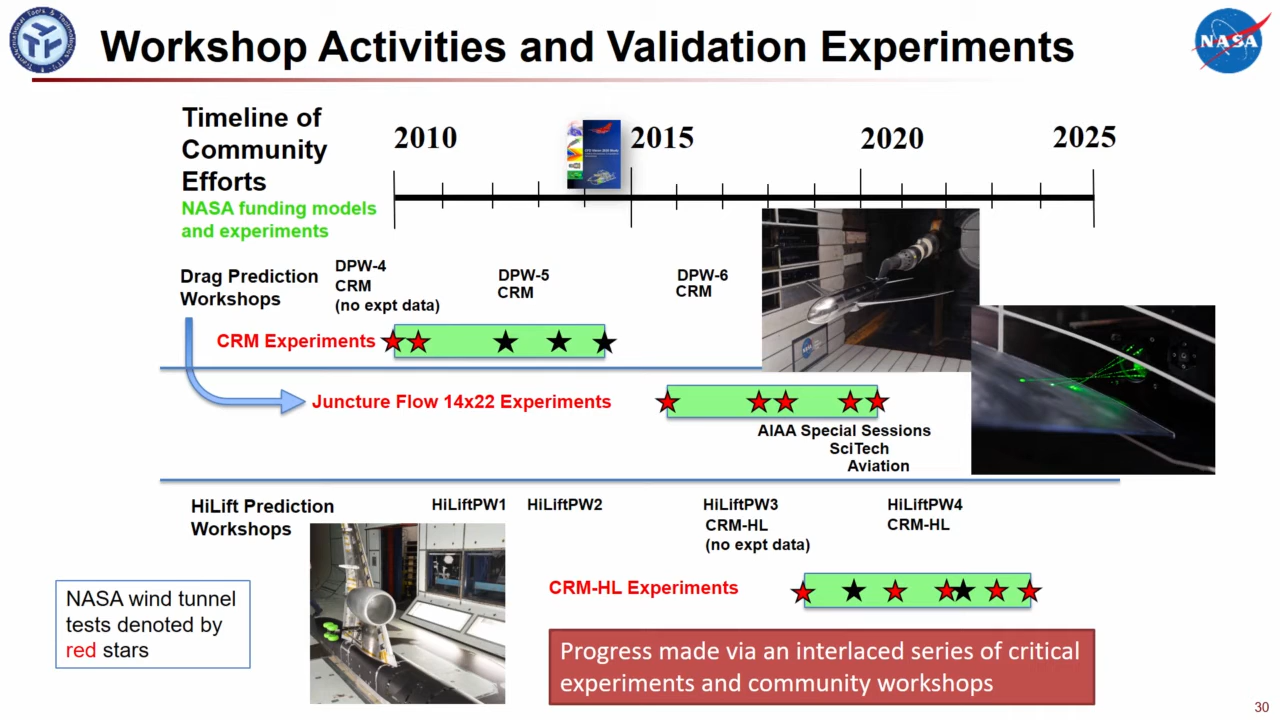 Workshop Activities and Validation Experiments
NASA
Timeline of
Community
Efforts
NASA funding models
and experiments
2010
2015
2020
2025
Drag Prediction
Workshops
DPW-4
CRM
(no expt data)
DPW-5
CRM
DPW-6
CRM
CRM Experiments
Juncture Flow 14x22 Experiments
AIAA Special Sessions
SciTech
Aviation
HiLift Prediction
Workshops
HiLiftPW1
HiLiftPW2
HiLiftPW3
CRM-HL
(no expt data)
HiLiftPW4
CRM-HL
CRM-HL Experiments
NASA wind tunnel
tests denoted by
red stars
Progress made via an interlaced series of critical
experiments and community workshops
30